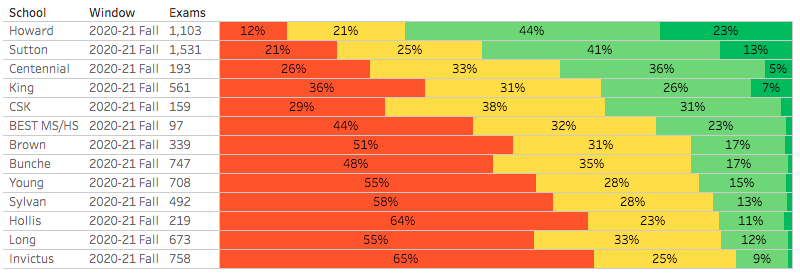 School Window Exams
Howard 2020-21 Fall 1,103 12% 21% 44% 23%
Sutton 2020-21 Fall 1,531 21% 25% 41% 13%
Centennial 2020-21 Fall 193 26% 33% 36% 5%
King 2020-21 Fall 561 36% 31% 26% 7%
CSK 2020-21 Fall 159 29% 38% 31%
BEST MS/HS 2020-21 Fall 97 44% 32% 23%
Brown 2020-21 Fall 339 51% 31% 17%
Bunche 2020-21 Fall 747 48% 35% 17%
Young 2020-21 Fall 708 55% 28% 15%
Sylvan 2020-21 Fall 492 58% 28% 13%
Hollis 2020-21 Fall 219 64% 23% 11%
Long 2020-21 Fall 673 55% 33% 12%
Invictus 2020-21 Fall 758 65% 25% 9%